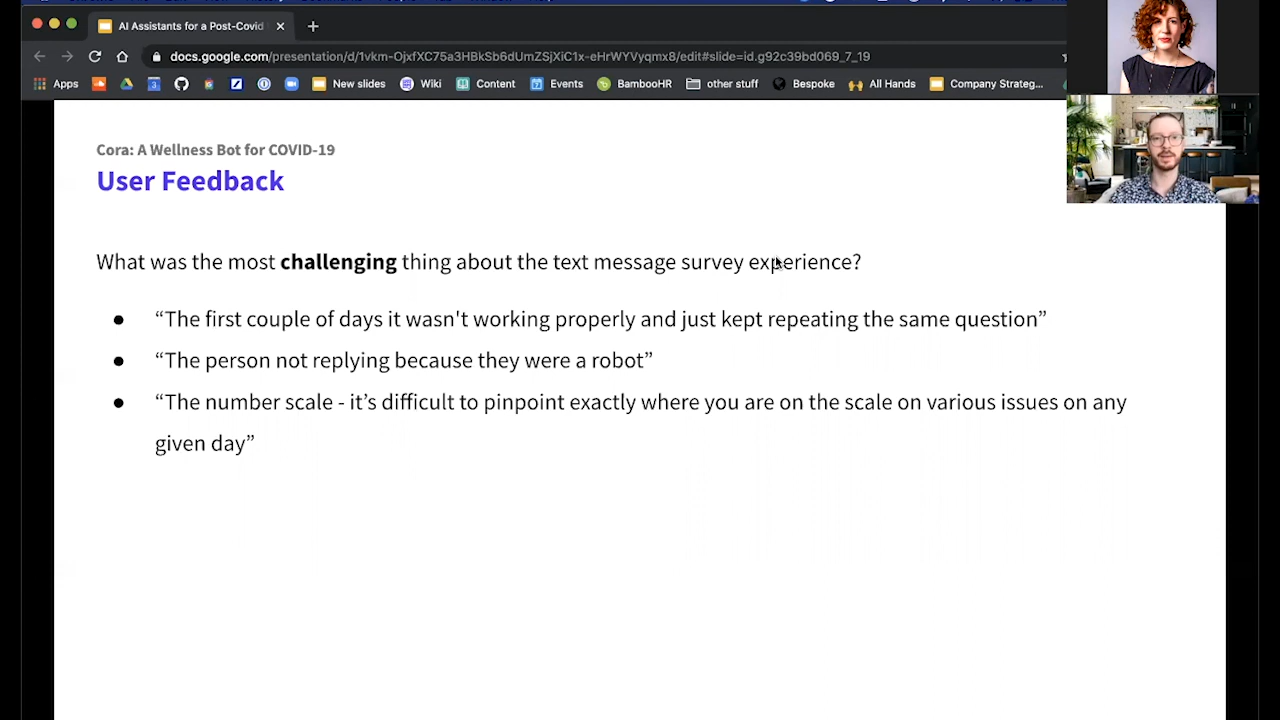 AI Assistants for a Post-Covid
docs.google.com/presentation/d/1vkm-OjxfXC75a3HBkSb6dUmZSjXiC1x-eHrWYVyqmx8/edit#slide=id.g92c39bd069_7_19
Apps New slides Wiki Content Events BambooHR other stuff Bespoke All Hands Company Strateg...
Cora: A Wellness Bot for COVID-19
User Feedback
What was the most challenging thing about the text message survey experience?
● “The first couple of days it wasn't working properly and just kept repeating the same question”
● “The person not replying because they were a robot”
● “The number scale - it’s difficult to pinpoint exactly where you are on the scale on various issues on any
given day”